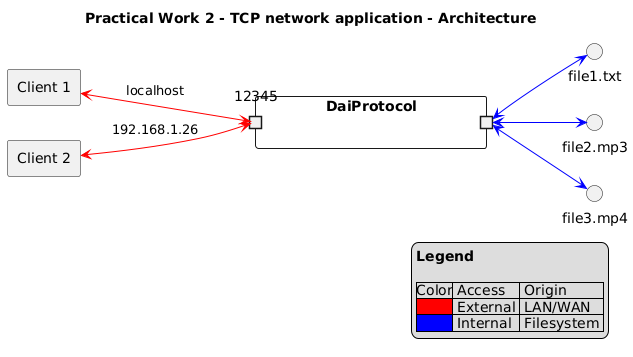 Practical Work 2 - TCP network application - Architecture
Client 1
localhost
12345
DaiProtocol
file1.txt
192.168.1.26
Client 2
file2.mp3
file3.mp4
Legend
Color Access Origin
External LAN/WAN
Internal Filesystem